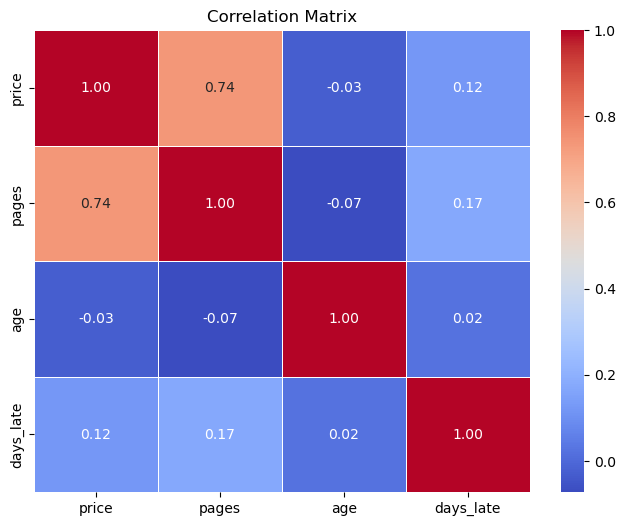 Correlation Matrix
price 1.00 0.74 -0.03 0.12
pages 0.74 1.00 -0.07 0.17
age -0.03 -0.07 1.00 0.02
days_late 0.12 0.17 0.02 1.00
price pages age days_late
1.0
0.8
0.6
0.4
0.2
0.0